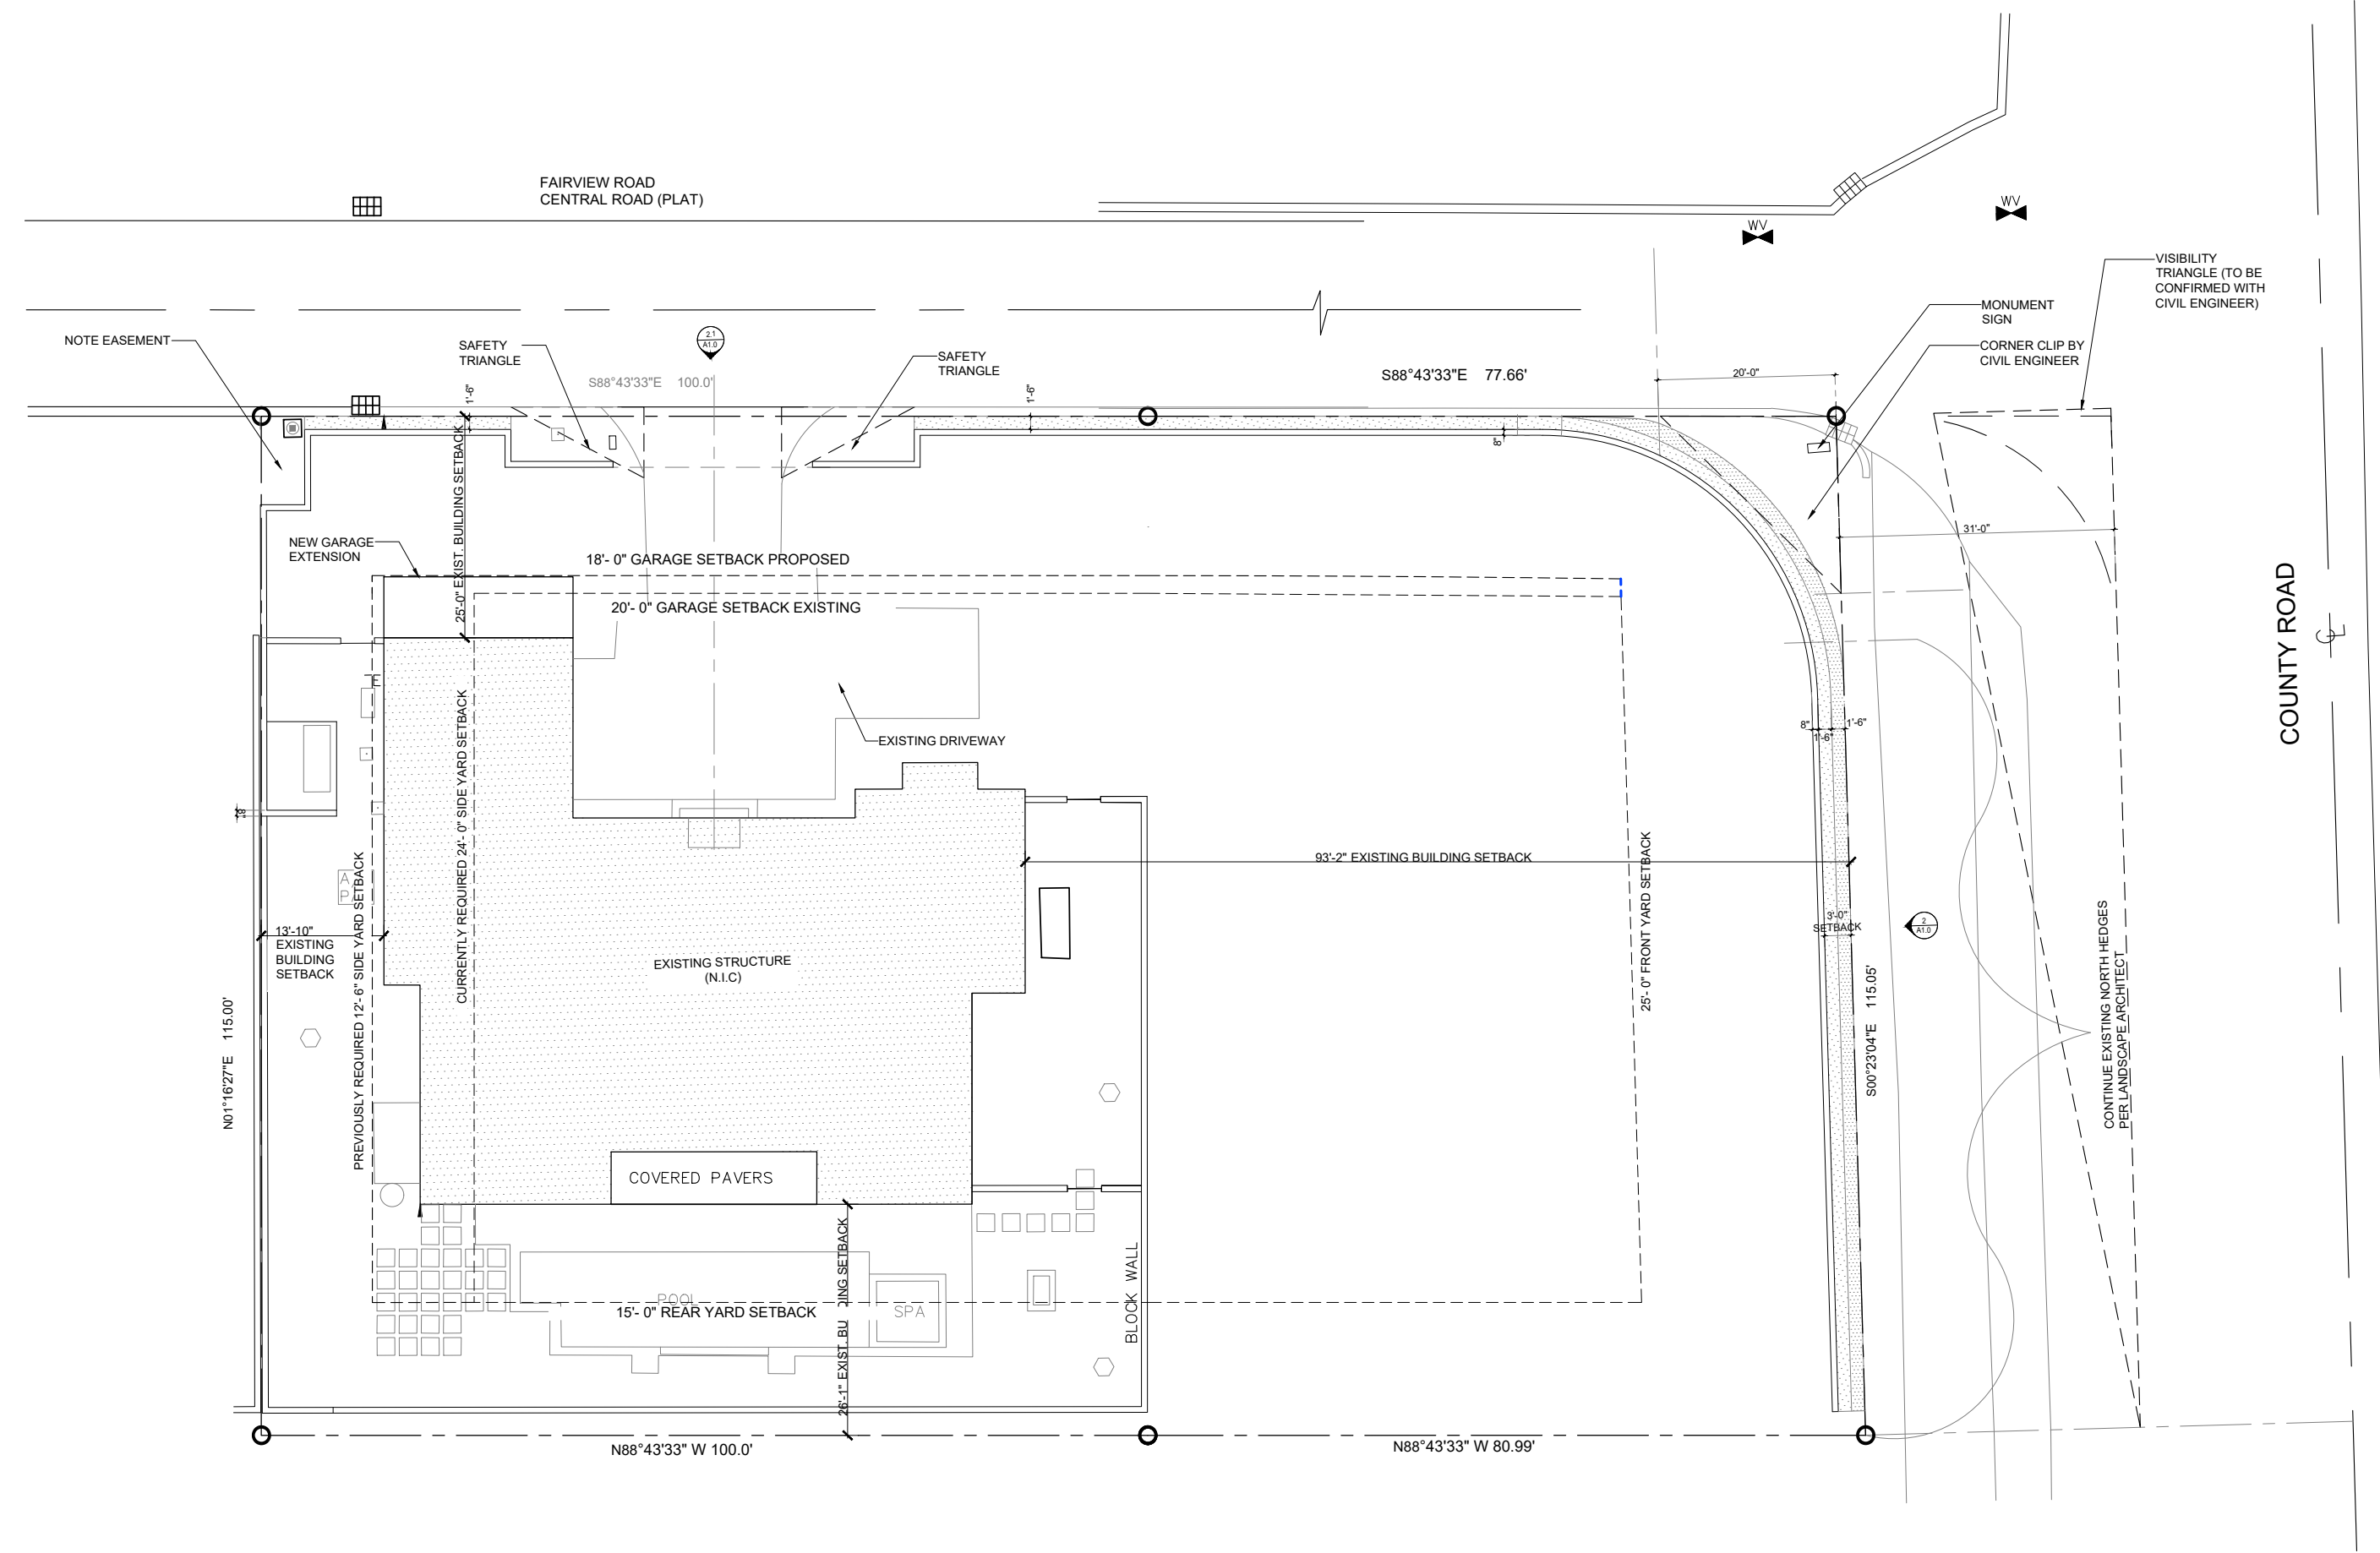 FAIRVIEW ROAD
CENTRAL ROAD (PLAT)
WV
WV
VISIBILITY
TRIANGLE (TO BE
CONFIRMED WITH
CIVIL ENGINEER)
MONUMENT
SIGN
CORNER CLIP BY
CIVIL ENGINEER
NOTE EASEMENT
SAFETY
TRIANGLE
2.1
A1.0
SAFETY
TRIANGLE
S88°43'33"E 100.0'
S88°43'33"E 77.66'
20'-0"
1'-6"
1'-6"
8"
31'-0"
NEW GARAGE
EXTENSION
25'-0" EXIST. BUILDING SETBACK
18'- 0" GARAGE SETBACK PROPOSED
20'- 0" GARAGE SETBACK EXISTING
COUNTY ROAD
TE
EXISTING DRIVEWAY
8"
1'-6"
1'-6"
8"
CURRENTLY REQUIRED 24'- 0" SIDE YARD SETBACK
PREVIOUSLY REQUIRED 12'- 6" SIDE YARD SETBACK
93'-2" EXISTING BUILDING SETBACK
25'- 0" FRONT YARD SETBACK
3'-0"
SETBACK
2
A1.0
13'-10"
EXISTING
BUILDING
SETBACK
EXISTING STRUCTURE
(N.I.C)
N01°16'27"E 115.00'
S00°23'04"E 115.05'
CONTINUE EXISTING NORTH HEDGES
PER LANDSCAPE ARCHITECT
COVERED PAVERS
BLOCK WALL
POOL
SPA
15'- 0" REAR YARD SETBACK
26'-1" EXIST. BU DING SETBACK
N88°43'33" W 100.0'
N88°43'33" W 80.99'